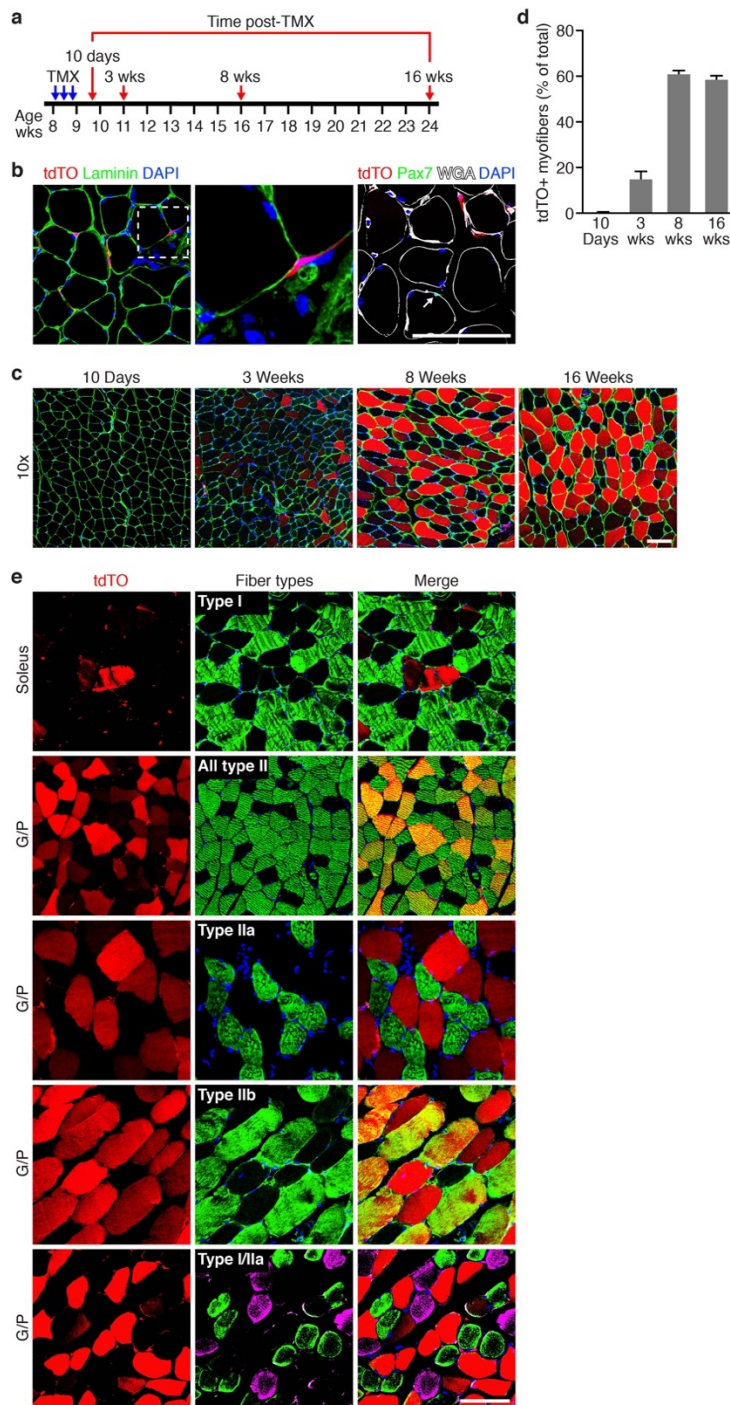 a
Time post-TMX
10 days
TMX
3 wks
8 wks
16 wks
Age
wks
8 9 10 11 12 13 14 15 16 17 18 19 20 21 22 23 24
b
tdTO Laminin DAPI
tdTO Pax7 WGA DAPI
c
10 Days
3 Weeks
8 Weeks
16 Weeks
10x
d
tdTO+ myofibers (% of total)
80
60
40
20
0
10
Days
3
wks
8
wks
16
wks
e
tdTO
Fiber types
Merge
Soleus
Type I
G/P
All type II
G/P
Type IIa
G/P
Type IIb
G/P
Type I/IIa